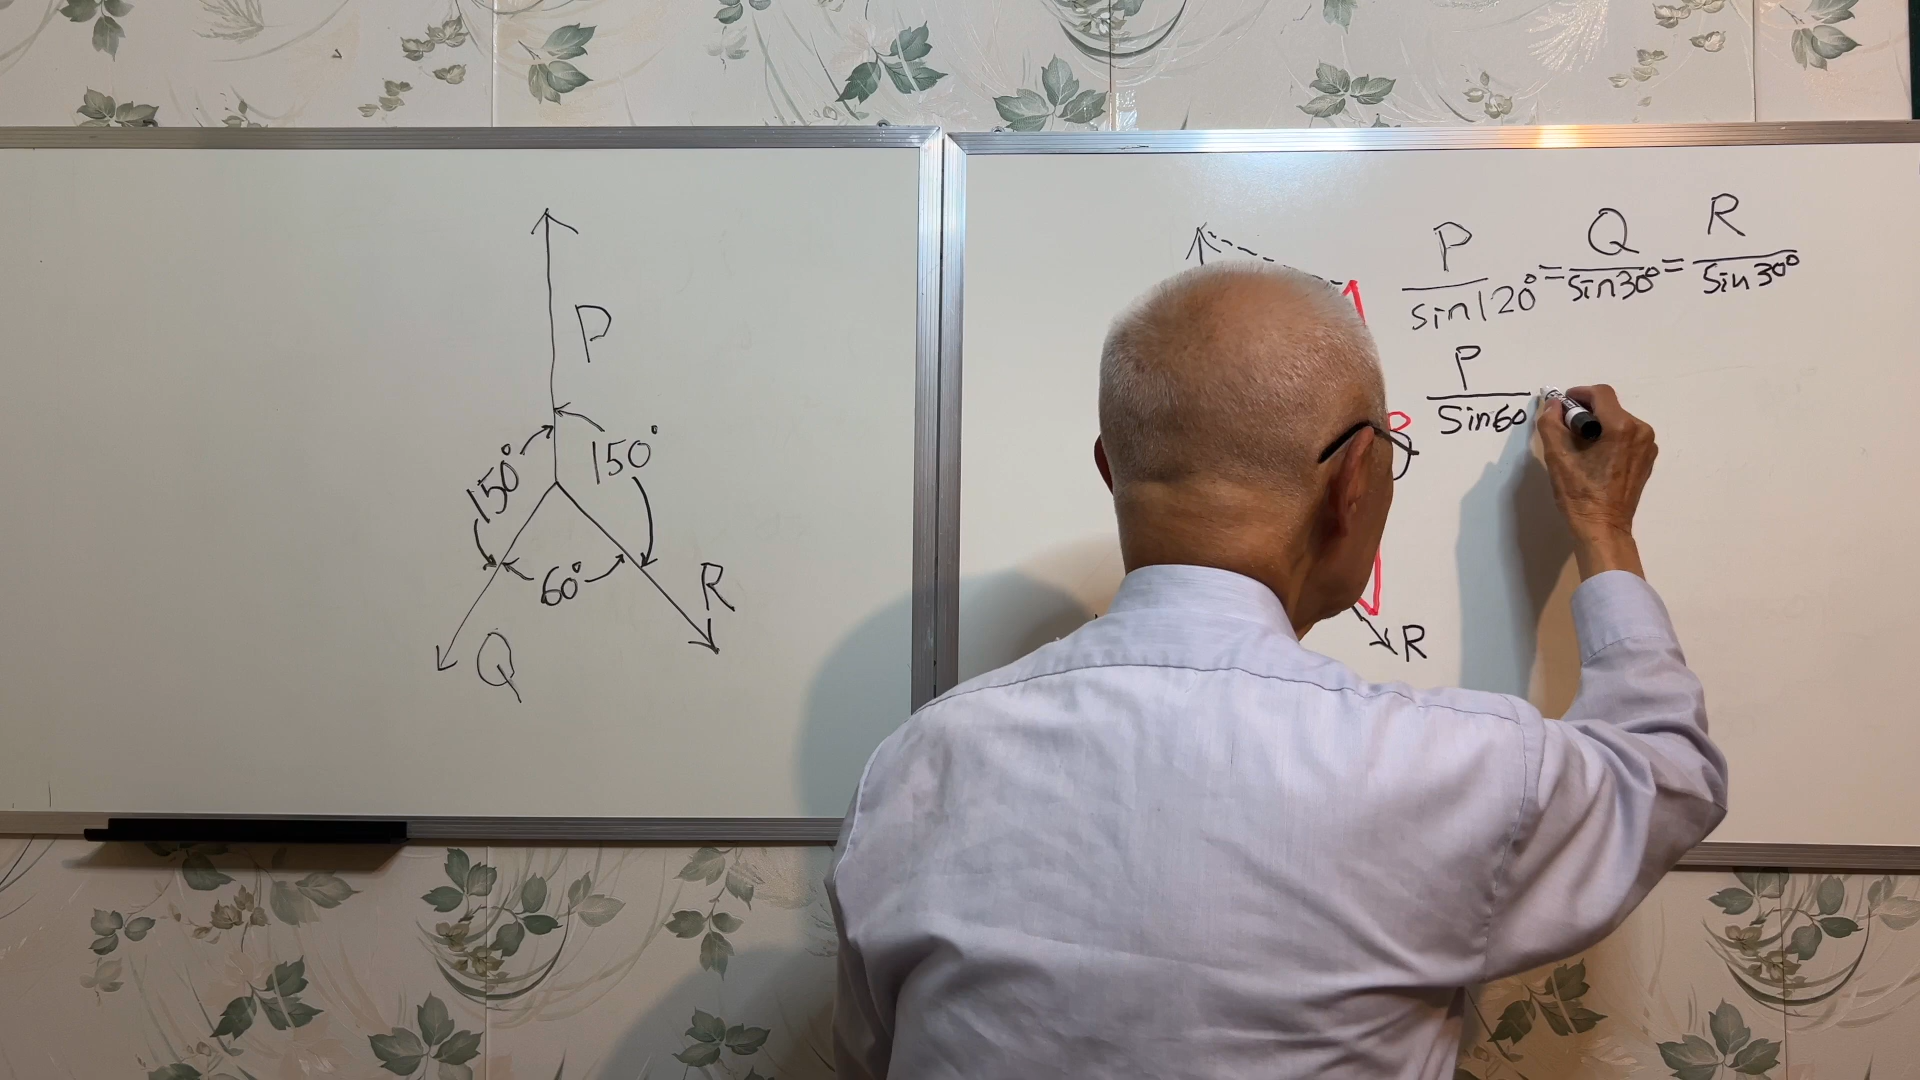 P
150°
150°
60°
R
Q
P/sin120° = Q/sin30° = R/sin30°
P/sin60
R